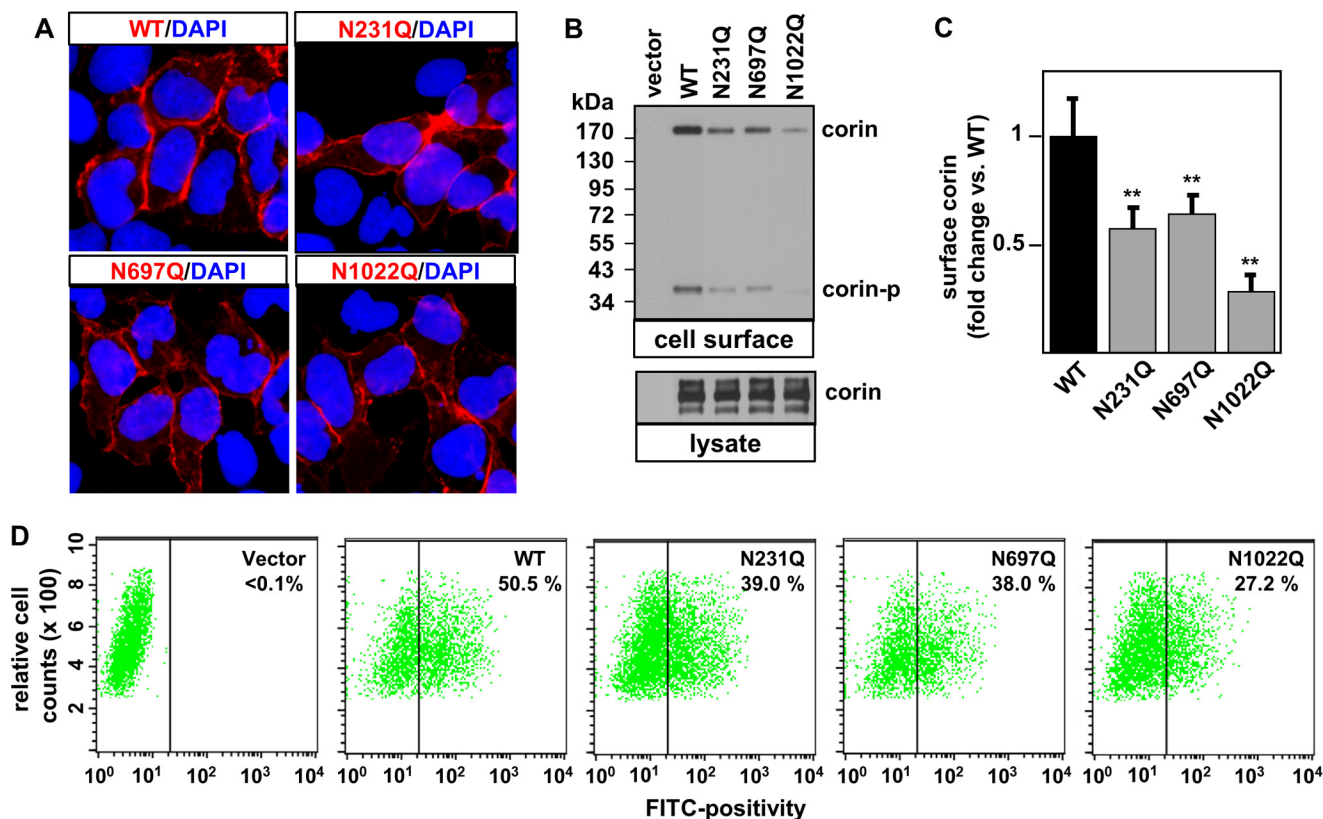 A
WT/DAPI
N231Q/DAPI
N697Q/DAPI
N1022Q/DAPI
B
vector
WT
N231Q
N697Q
N1022Q
kDa
170
130
95
72
55
43
34
corin
corin-p
cell surface
corin
lysate
C
surface corin
(fold change vs. WT)
1
0.5
**
**
**
WT
N231Q
N697Q
N1022Q
D
relative cell
counts (x 100)
10
8
6
4
2
Vector
<0.1%
WT
50.5 %
N231Q
39.0 %
N697Q
38.0 %
N1022Q
27.2 %
10⁰ 10¹ 10² 10³ 10⁴
10⁰ 10¹ 10² 10³ 10⁴
10⁰ 10¹ 10² 10³ 10⁴
10⁰ 10¹ 10² 10³ 10⁴
10⁰ 10¹ 10² 10³ 10⁴
FITC-positivity